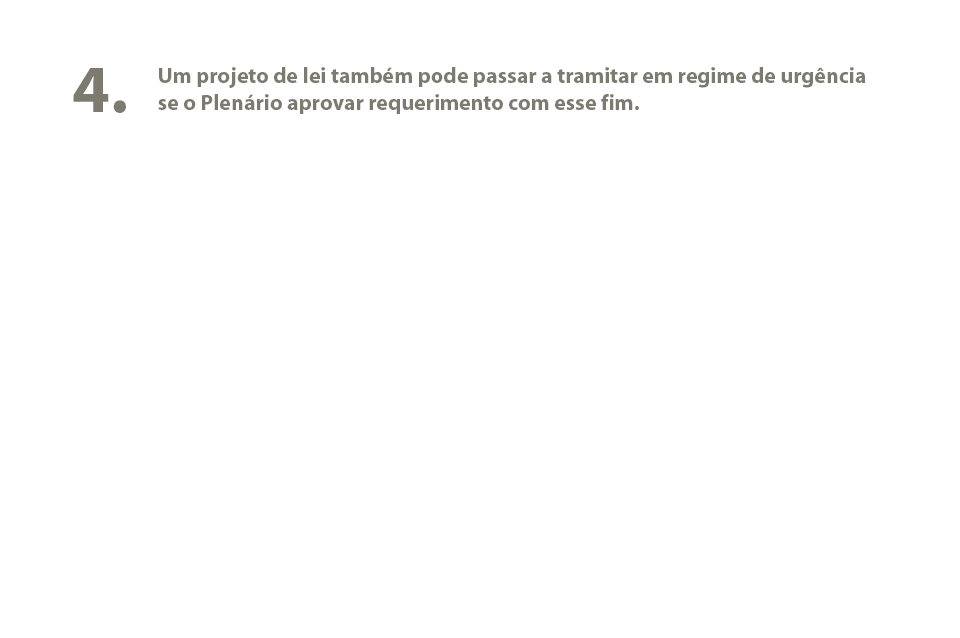 4.
Um projeto de lei também pode passar a tramitar em regime de urgência
se o Plenário aprovar requerimento com esse fim.